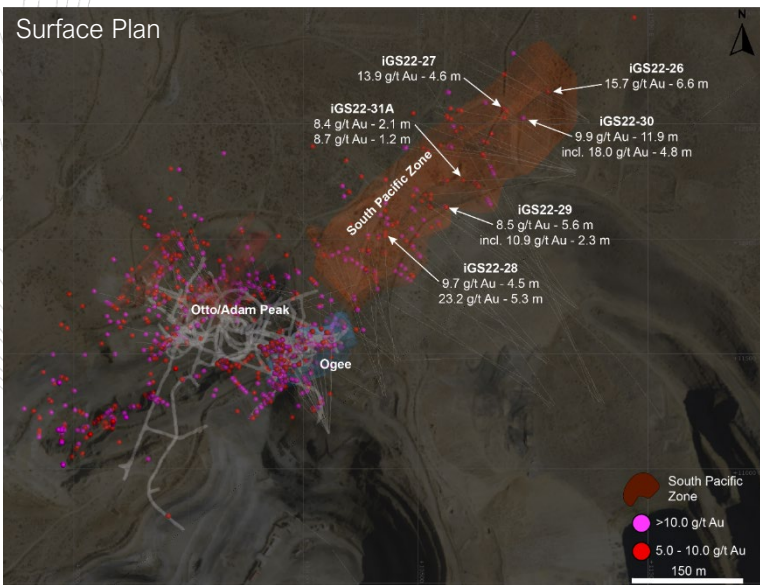 Surface Plan
N
iGS22-27
13.9 g/t Au - 4.6 m
iGS22-26
15.7 g/t Au - 6.6 m
iGS22-31A
8.4 g/t Au - 2.1 m
8.7 g/t Au - 1.2 m
iGS22-30
9.9 g/t Au - 11.9 m
incl. 18.0 g/t Au - 4.8 m
South Pacific Zone
iGS22-29
8.5 g/t Au - 5.6 m
incl. 10.9 g/t Au - 2.3 m
iGS22-28
9.7 g/t Au - 4.5 m
23.2 g/t Au - 5.3 m
Otto/Adam Peak
Ogee
South Pacific
Zone
>10.0 g/t Au
5.0 - 10.0 g/t Au
150 m